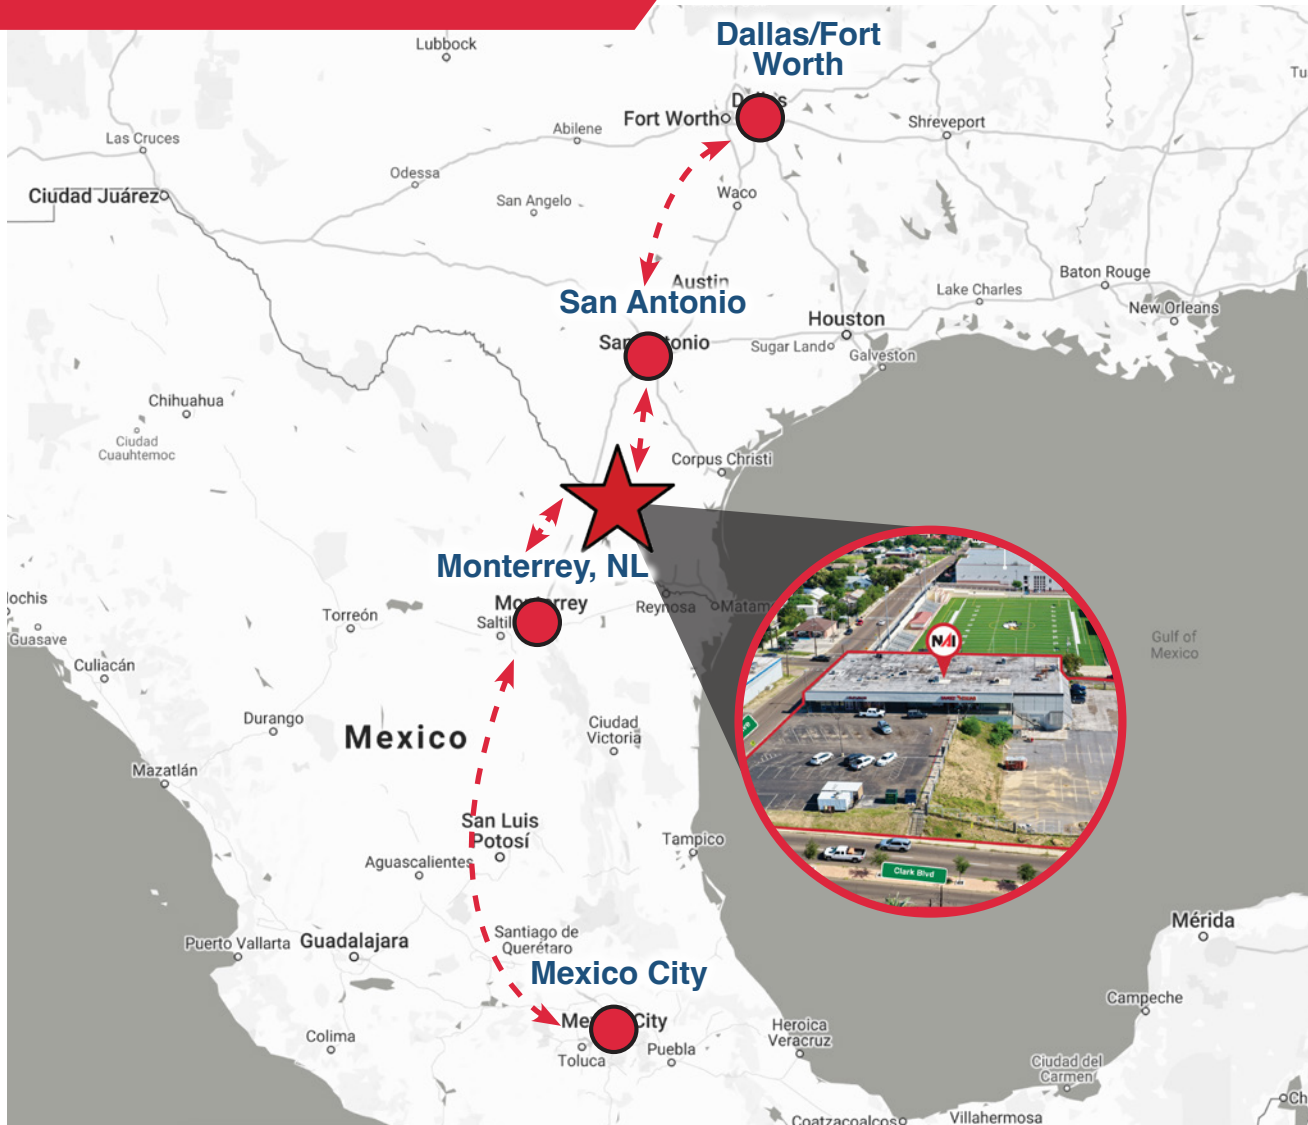 Dallas/Fort
Worth
Lubbock
Fort Worth
Abilene
Shreveport
Las Cruces
Odessa
Ciudad Juárez
San Angelo
Waco
Austin
San Antonio
Baton Rouge
Lake Charles
New Orleans
Houston
Sugar Land
Galveston
Chihuahua
Ciudad
Cuauhtemoc
Corpus Christi
Monterrey, NL
Reynosa
Torreón
Guasave
Culiacán
Gulf of
Mexico
NAI
Durango
Mexico
Ciudad
Victoria
Mazatlán
San Luis
Potosí
Aguascalientes
Tampico
Clark Blvd
Puerto Vallarta
Guadalajara
Santiago de
Querétaro
Mérida
Mexico City
Campeche
Colima
Toluca
Puebla
Heroica
Veracruz
Ciudad del
Carmen
Coatzacoalcos
Villahermosa